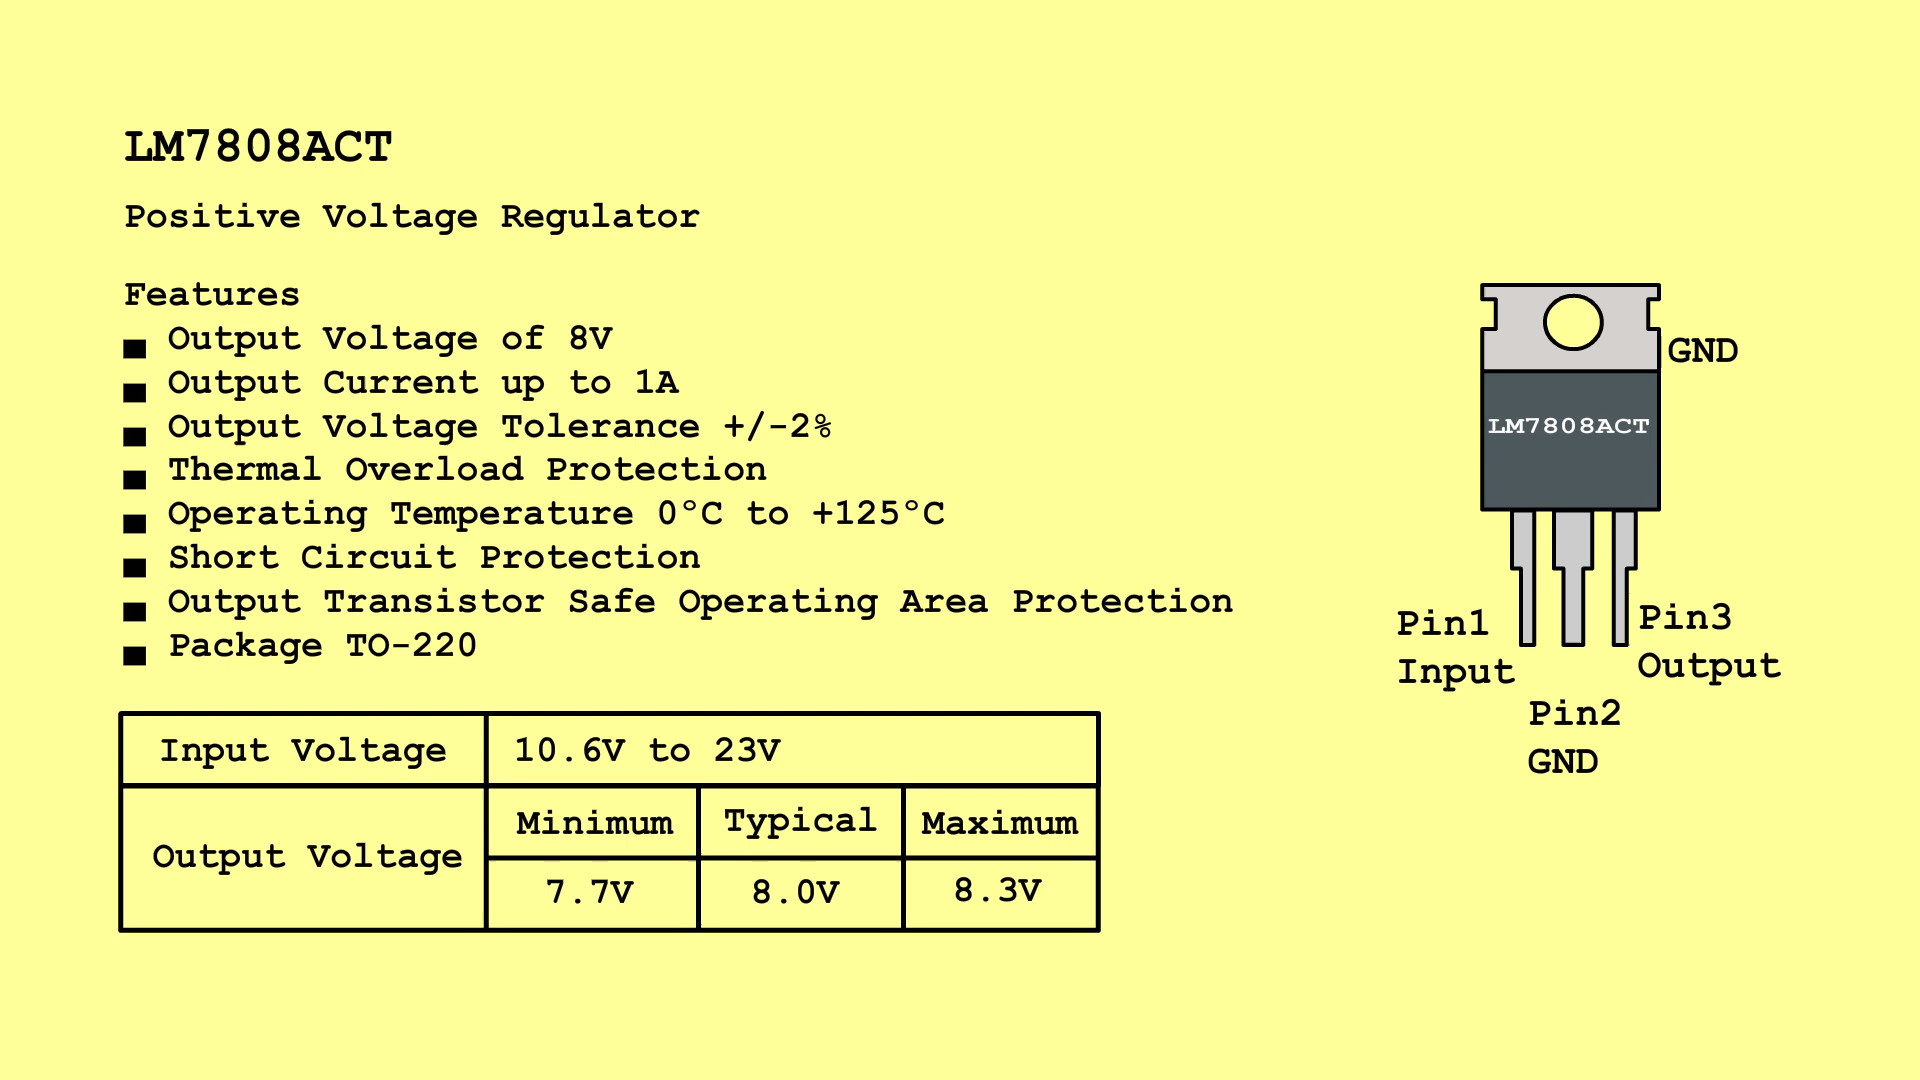 LM7808ACT
Positive Voltage Regulator
Features
■ Output Voltage of 8V
■ Output Current up to 1A
■ Output Voltage Tolerance +/-2%
■ Thermal Overload Protection
■ Operating Temperature 0°C to +125°C
■ Short Circuit Protection
■ Output Transistor Safe Operating Area Protection
■ Package TO-220
Input Voltage 10.6V to 23V
Output Voltage
Minimum Typical Maximum
7.7V 8.0V 8.3V
GND
LM7808ACT
Pin1
Input
Pin2
GND
Pin3
Output